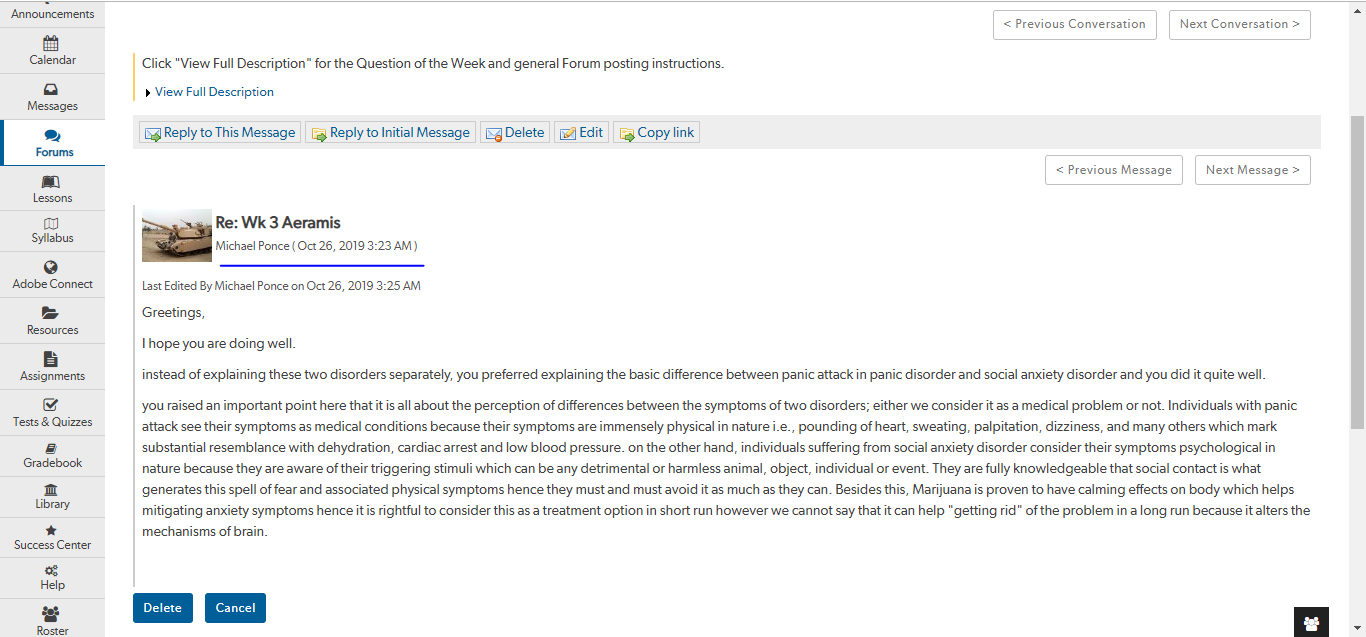 Announcements
Calendar
Messages
Forums
Lessons
Syllabus
Adobe Connect
Resources
Assignments
Tests & Quizzes
Gradebook
Library
Success Center
Help
Roster
< Previous Conversation
Next Conversation >
Click "View Full Description" for the Question of the Week and general Forum posting instructions.
View Full Description
Reply to This Message
Reply to Initial Message
Delete
Edit
Copy link
< Previous Message
Next Message >
Re: Wk 3 Aeramis
Michael Ponce ( Oct 26, 2019 3:23 AM )
Last Edited By Michael Ponce on Oct 26, 2019 3:25 AM
Greetings,
I hope you are doing well.
instead of explaining these two disorders separately, you preferred explaining the basic difference between panic attack in panic disorder and social anxiety disorder and you did it quite well.
you raised an important point here that it is all about the perception of differences between the symptoms of two disorders; either we consider it as a medical problem or not. Individuals with panic
attack see their symptoms as medical conditions because their symptoms are immensely physical in nature i.e., pounding of heart, sweating, palpitation, dizziness, and many others which mark
substantial resemblance with dehydration, cardiac arrest and low blood pressure. on the other hand, individuals suffering from social anxiety disorder consider their symptoms psychological in
nature because they are aware of their triggering stimuli which can be any detrimental or harmless animal, object, individual or event. They are fully knowledgeable that social contact is what
generates this spell of fear and associated physical symptoms hence they must and must avoid it as much as they can. Besides this, Marijuana is proven to have calming effects on body which helps
mitigating anxiety symptoms hence it is rightful to consider this as a treatment option in short run however we cannot say that it can help "getting rid" of the problem in a long run because it alters the
mechanisms of brain.
Delete
Cancel